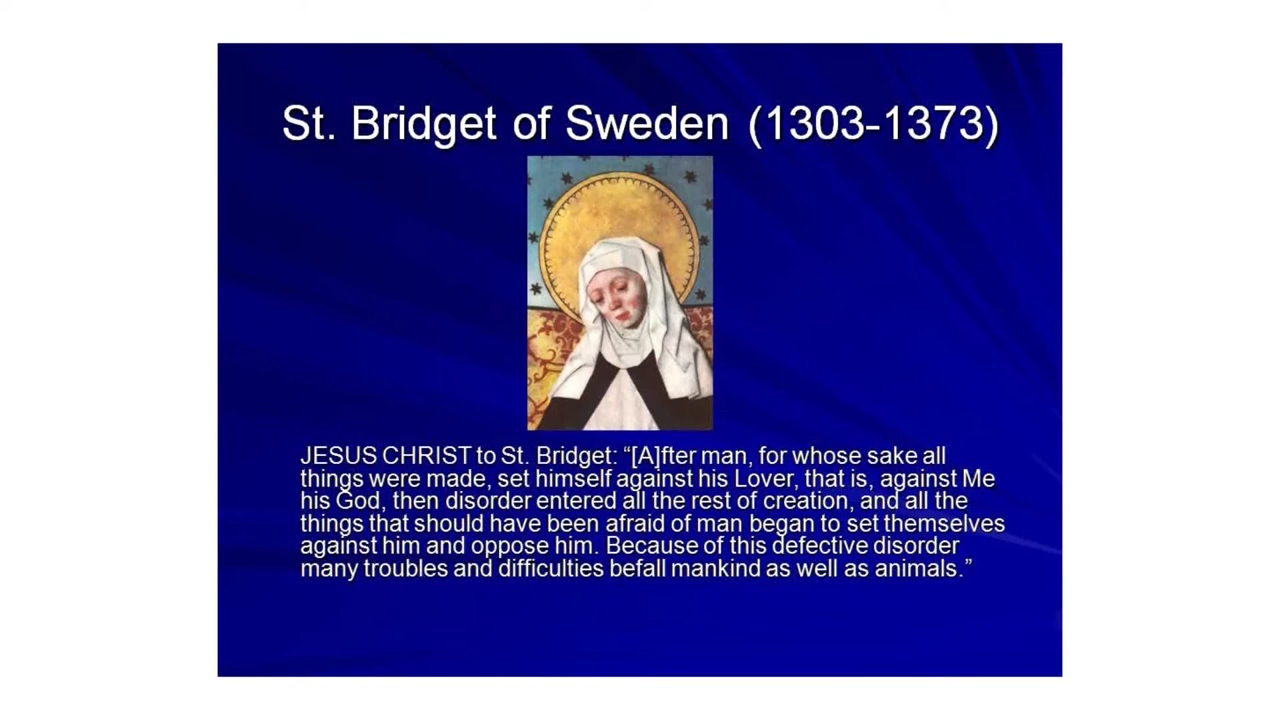 St. Bridget of Sweden (1303-1373)
JESUS CHRIST to St. Bridget: “[A]fter man, for whose sake all
things were made, set himself against his Lover, that is, against Me
his God, then disorder entered all the rest of creation, and all the
things that should have been afraid of man began to set themselves
against him and oppose him. Because of this defective disorder
many troubles and difficulties befall mankind as well as animals.”